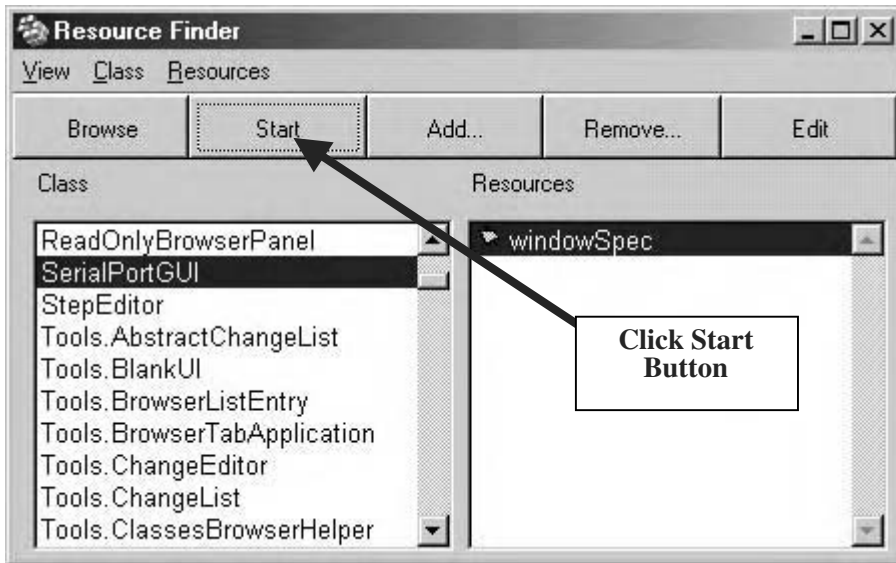 Resource Finder
View Class Resources
Browse Start Add... Remove... Edit
Class Resources
ReadOnlyBrowserPanel
SerialPortGUI
StepEditor
Tools.AbstractChangeList
Tools.BlankUI
Tools.BrowserListEntry
Tools.BrowserTabApplication
Tools.ChangeEditor
Tools.ChangeList
Tools.ClassesBrowserHelper
windowSpec
Click Start
Button